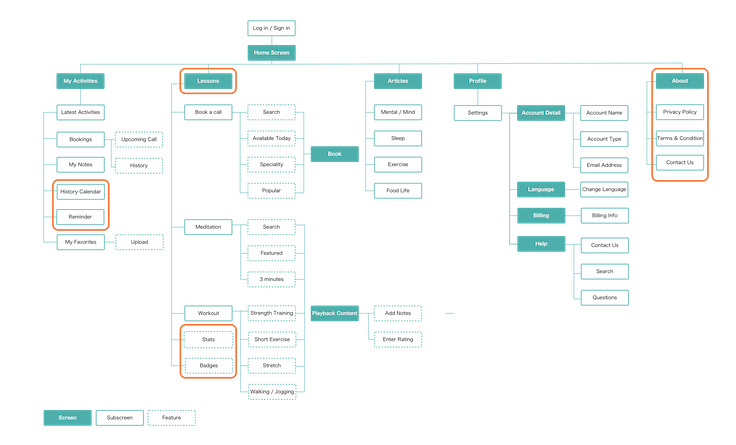 Log in / Sign in
Home Screen
My Activities
Lessons
Articles
Profile
About
Latest Activities
Bookings
Upcoming Call
History
My Notes
History Calendar
Reminder
My Favorites
Upload
Book a call
Search
Available Today
Speciality
Popular
Book
Meditation
Search
Featured
3 minutes
Workout
Strength Training
Stats
Short Exercise
Badges
Stretch
Walking / Jogging
Playback Content
Add Notes
Enter Rating
Mental / Mind
Sleep
Exercise
Food Life
Settings
Account Detail
Account Name
Account Type
Email Address
Language
Change Language
Billing
Billing Info
Help
Contact Us
Search
Questions
Privacy Policy
Terms & Condition
Contact Us
Screen
Subscreen
Feature